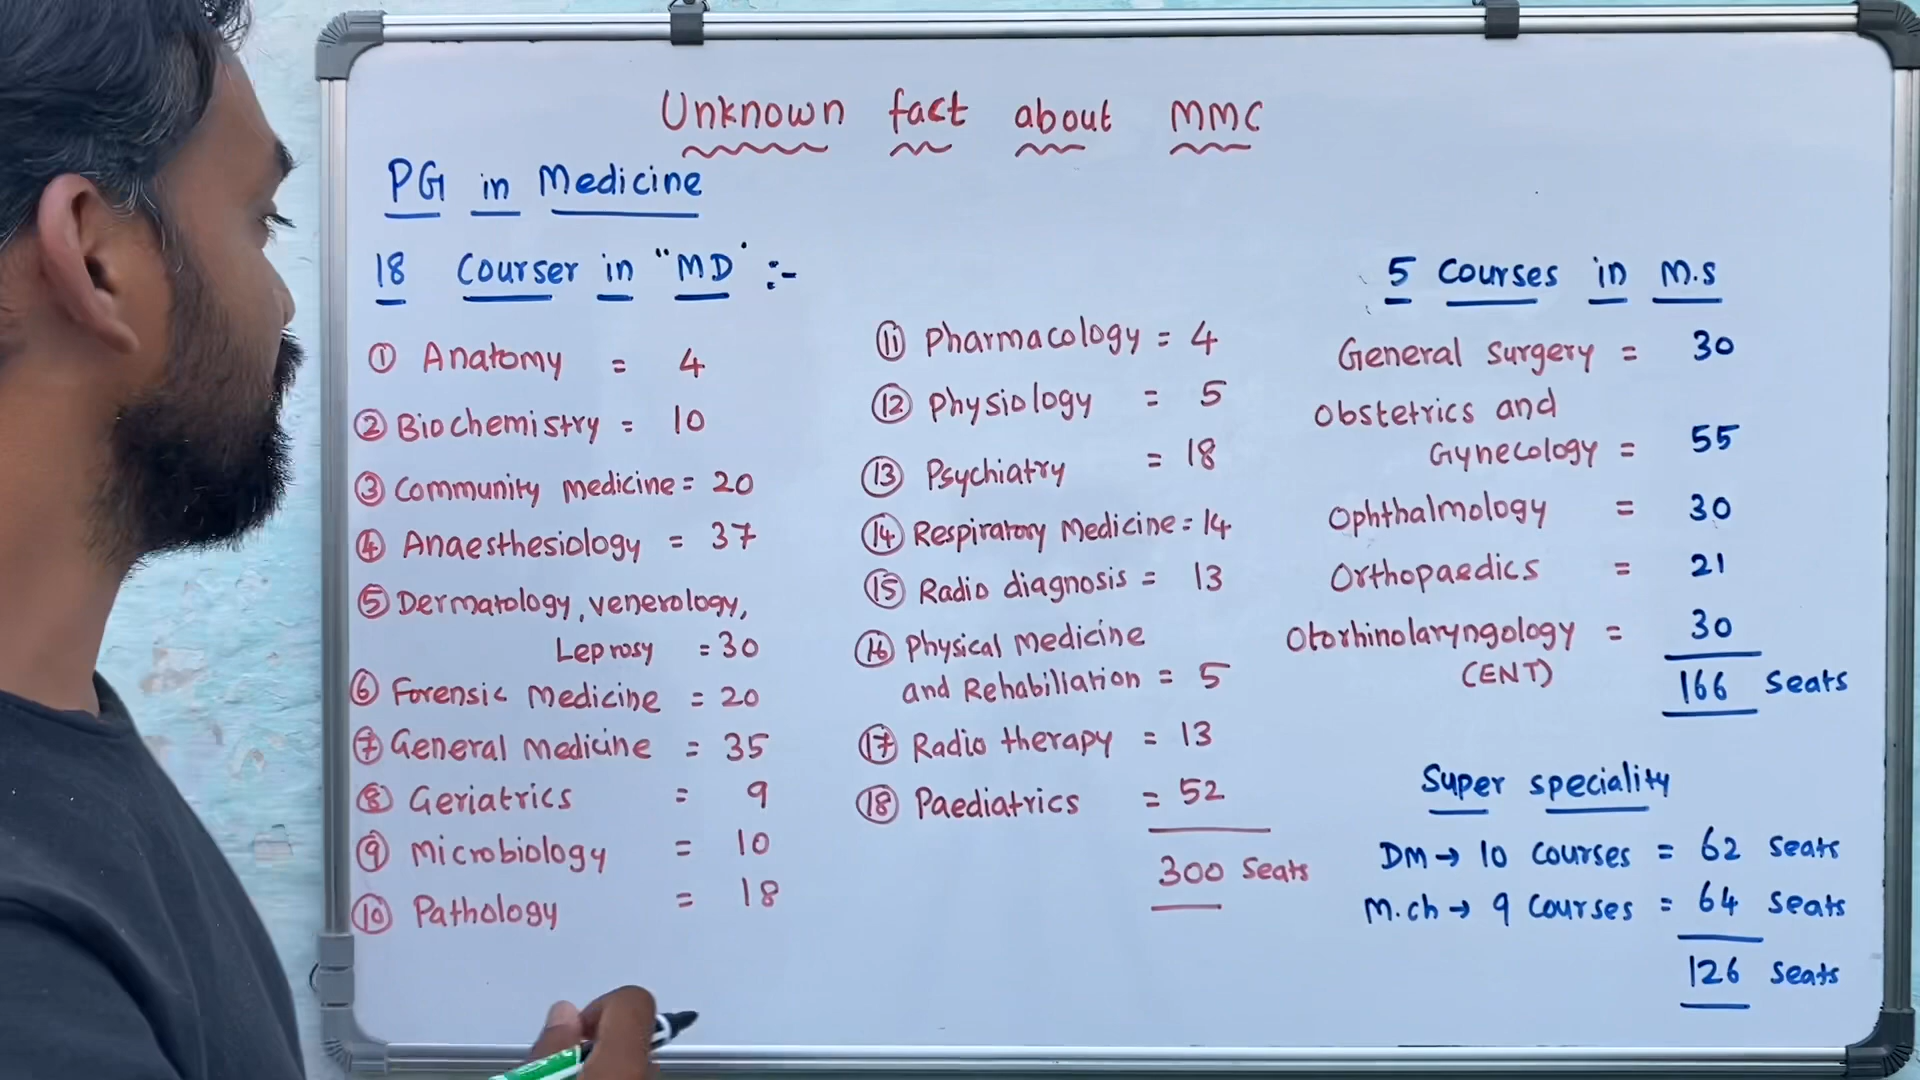 Unknown fact about MMC
PG in Medicine
18 Courser in "MD" :-
① Anatomy = 4
② Biochemistry = 10
③ Community medicine = 20
④ Anaesthesiology = 37
⑤ Dermatology, venerology,
Leprosy = 30
⑥ Forensic Medicine = 20
⑦ General medicine = 35
⑧ Geriatrics = 9
⑨ Microbiology = 10
⑩ Pathology = 18
⑪ Pharmacology = 4
⑫ Physiology = 5
⑬ Psychiatry = 18
⑭ Respiratory Medicine = 14
⑮ Radio diagnosis = 13
⑯ Physical medicine
and Rehabiliation = 5
⑰ Radio therapy = 13
⑱ Paediatrics = 52
300 Seats
5 Courses in M.S
General surgery = 30
Obstetrics and
Gynecology = 55
Ophthalmology = 30
Orthopaedics = 21
Otorhinolaryngology = 30
(ENT)
166 Seats
Super speciality
DM → 10 Courses = 62 Seats
M.ch → 9 Courses = 64 Seats
126 Seats